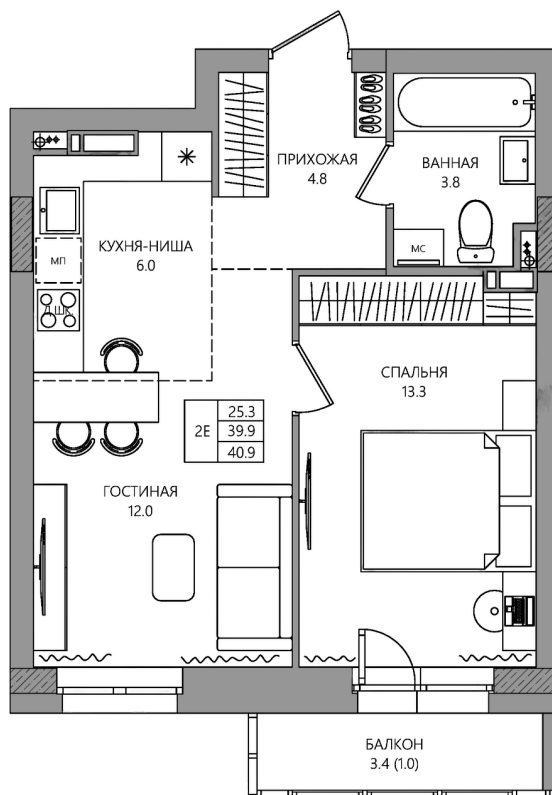 ПРИХОЖАЯ
4.8
ВАННАЯ
3.8
КУХНЯ-НИША
6.0
МП
МС
Д.ШК.
СПАЛЬНЯ
13.3
2Е
25.3
39.9
40.9
ГОСТИНАЯ
12.0
БАЛКОН
3.4 (1.0)